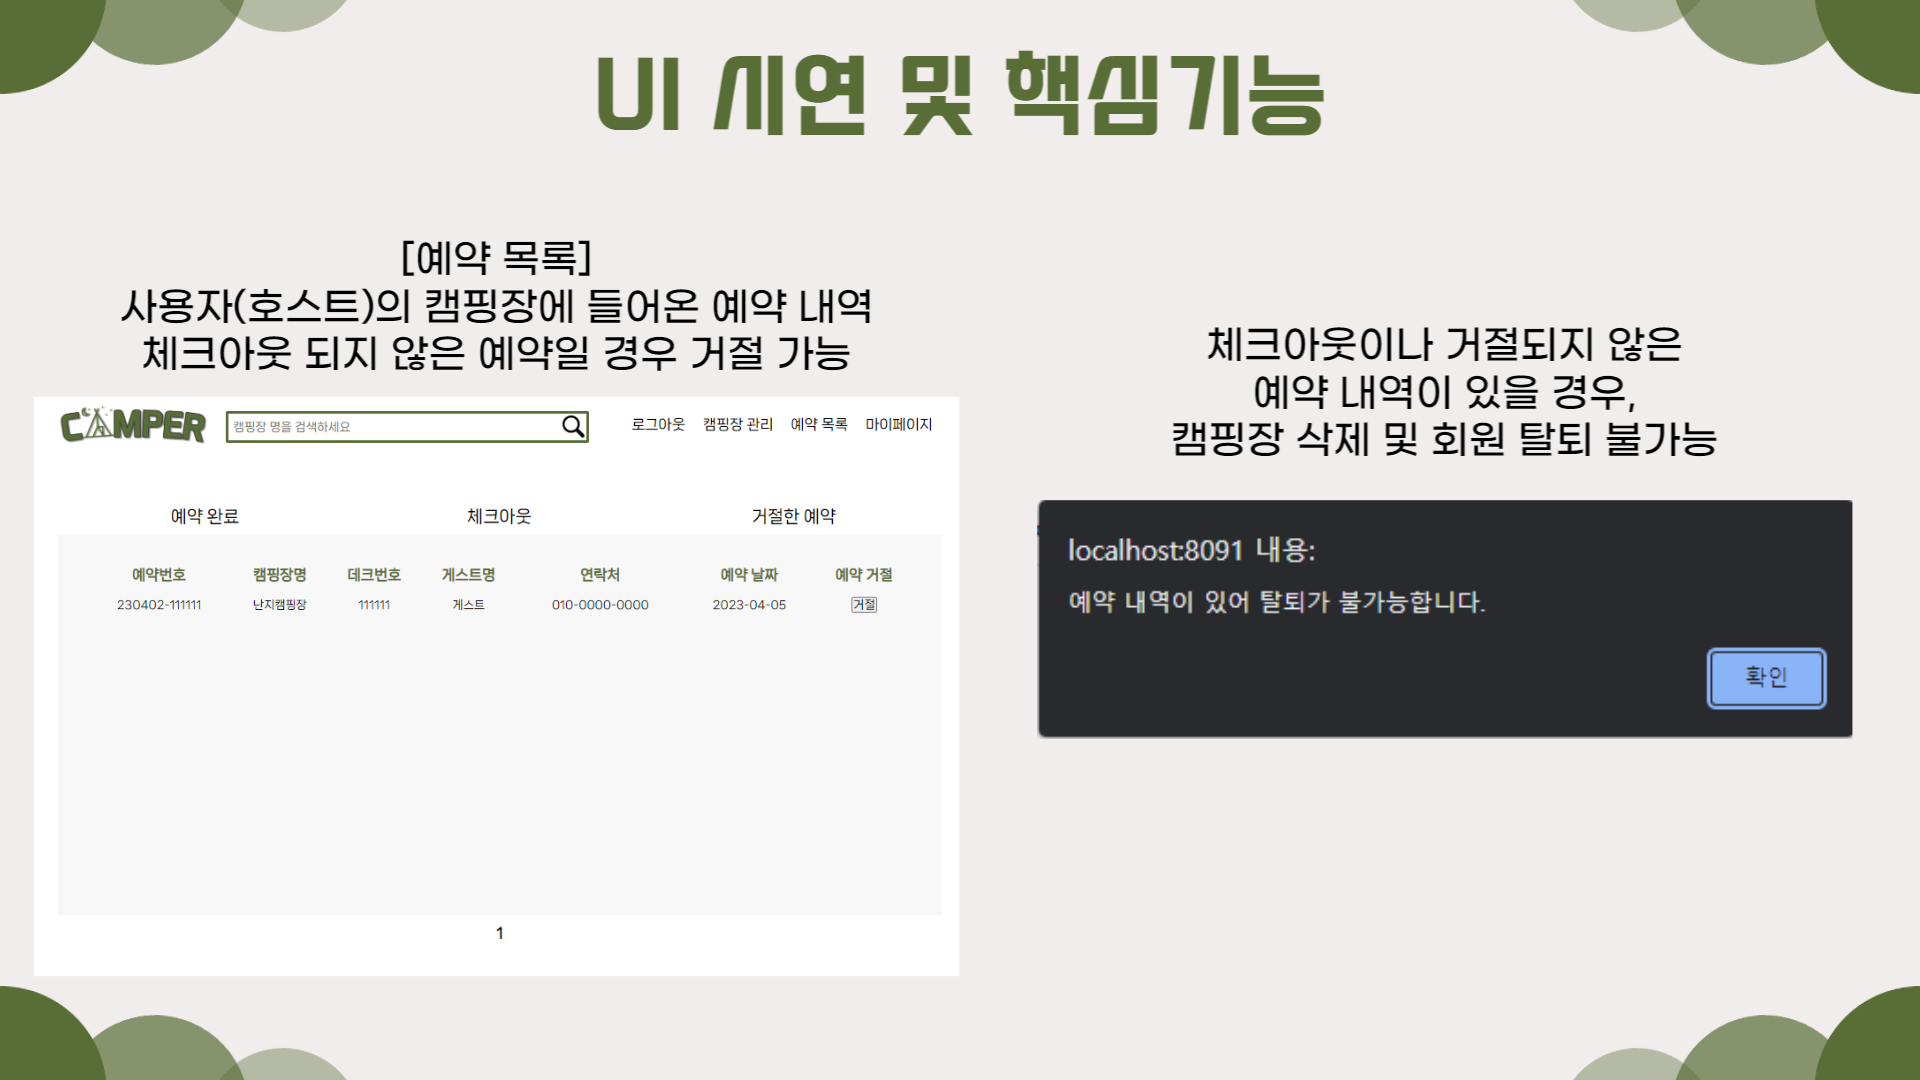 UI 시연 및 핵심기능
[예약 목록]
사용자(호스트)의 캠핑장에 들어온 예약 내역
체크아웃 되지 않은 예약일 경우 거절 가능
CAMPER
캠핑장 명을 검색하세요
로그아웃 캠핑장 관리 예약 목록 마이페이지
예약 완료 체크아웃 거절한 예약
예약번호 캠핑장명 데크번호 게스트명 연락처 예약 날짜 예약 거절
230402-111111 난지캠핑장 111111 게스트 010-0000-0000 2023-04-05 거절
1
체크아웃이나 거절되지 않은
예약 내역이 있을 경우,
캠핑장 삭제 및 회원 탈퇴 불가능
localhost:8091 내용:
예약 내역이 있어 탈퇴가 불가능합니다.
확인